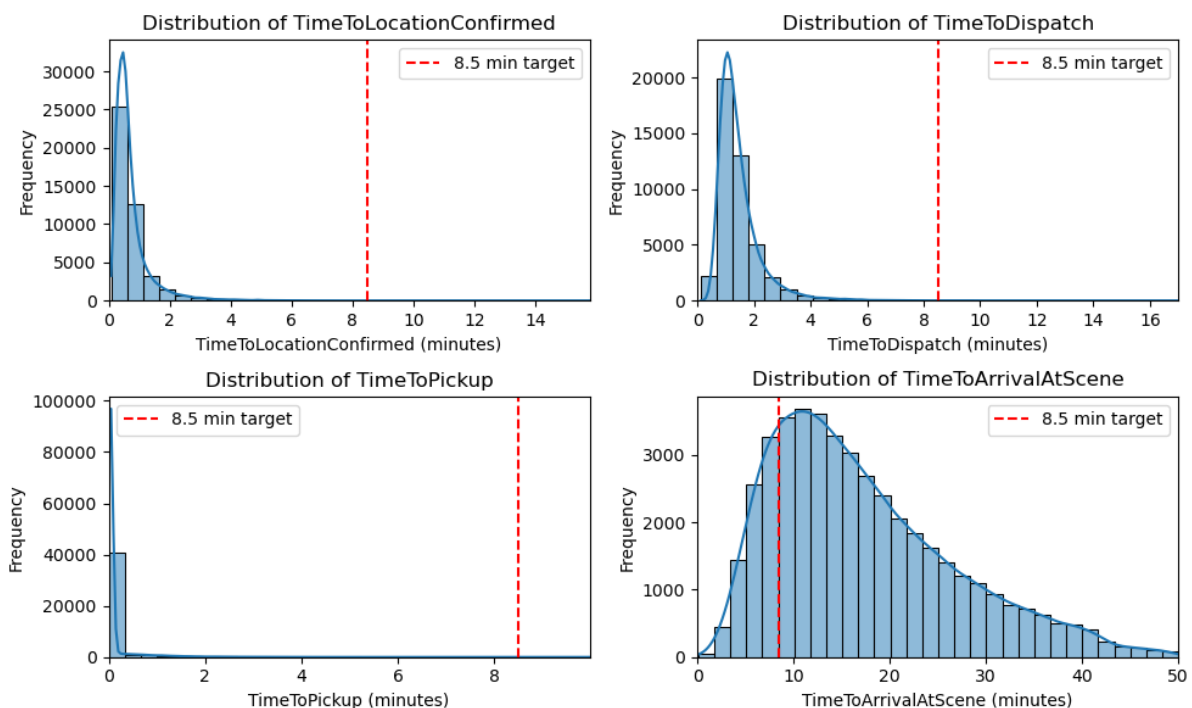 Distribution of TimeToLocationConfirmed
8.5 min target
30000
25000
20000
15000
10000
5000
0
Frequency
0 2 4 6 8 10 12 14
TimeToLocationConfirmed (minutes)
Distribution of TimeToDispatch
8.5 min target
20000
15000
10000
5000
0
Frequency
0 2 4 6 8 10 12 14 16
TimeToDispatch (minutes)
Distribution of TimeToPickup
8.5 min target
100000
80000
60000
40000
20000
0
Frequency
0 2 4 6 8
TimeToPickup (minutes)
Distribution of TimeToArrivalAtScene
8.5 min target
3000
2000
1000
0
Frequency
0 10 20 30 40 50
TimeToArrivalAtScene (minutes)